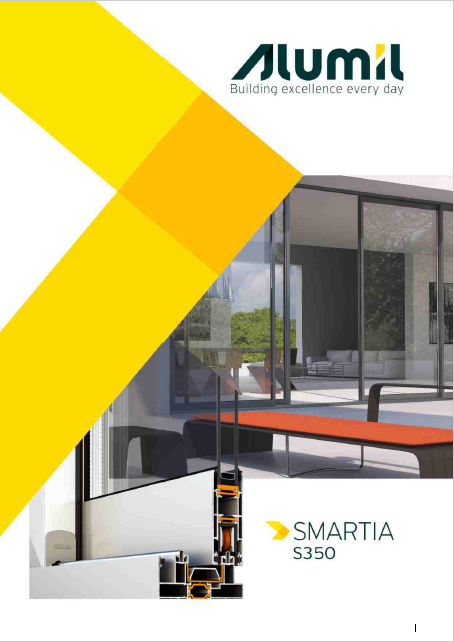 Alumil
Building excellence every day
SMARTIA
S350